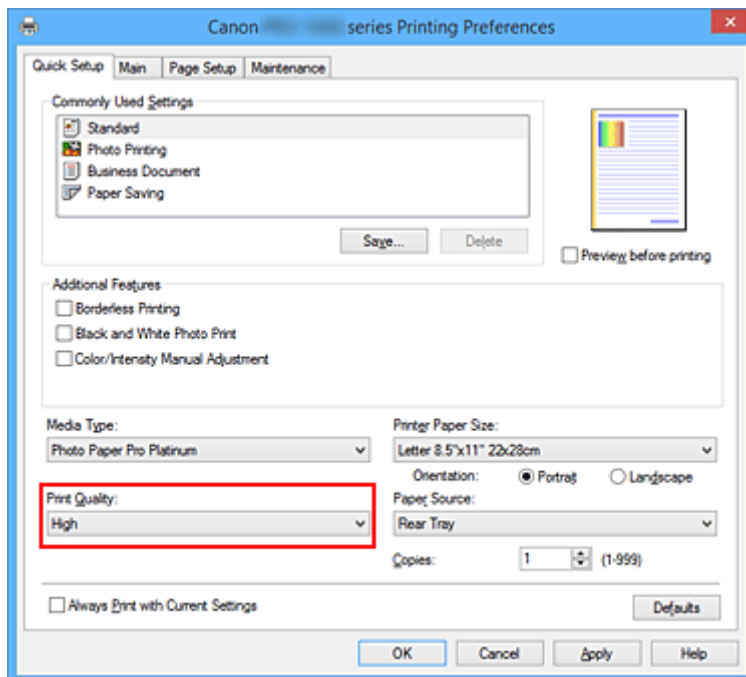 Canon series Printing Preferences
Quick Setup Main Page Setup Maintenance
Commonly Used Settings
Standard
Photo Printing
Business Document
Paper Saving
Save... Delete
Preview before printing
Additional Features
Borderless Printing
Black and White Photo Print
Color/Intensity Manual Adjustment
Media Type: Printer Paper Size:
Photo Paper Pro Platinum Letter 8.5"x11" 22x28cm
Orientation: Portrait Landscape
Print Quality: Paper Source:
High Rear Tray
Copies: 1 (1-999)
Always Print with Current Settings Defaults
OK Cancel Apply Help